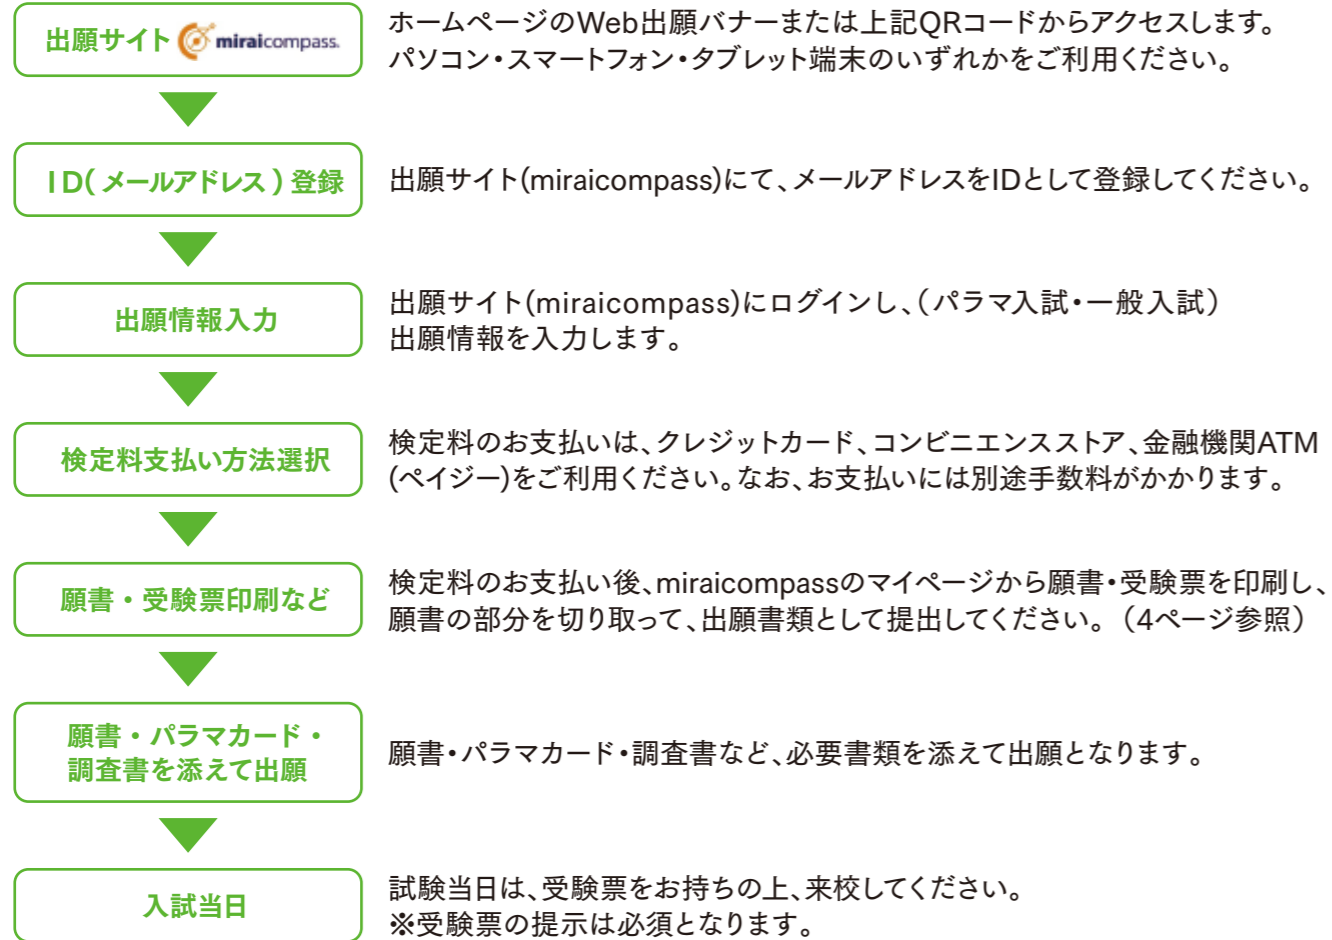 出願サイト miraicompass.
ホームページのWeb出願バナーまたは上記QRコードからアクセスします。
パソコン・スマートフォン・タブレット端末のいずれかをご利用ください。
ID(メールアドレス)登録
出願サイト(miraicompass)にて、メールアドレスをIDとして登録してください。
出願情報入力
出願サイト(miraicompass)にログインし、(パラマ入試・一般入試)
出願情報を入力します。
検定料支払い方法選択
検定料のお支払いは、クレジットカード、コンビニエンスストア、金融機関ATM
(ペイジー)をご利用ください。なお、お支払いには別途手数料がかかります。
願書・受験票印刷など
検定料のお支払い後、miraicompassのマイページから願書・受験票を印刷し、
願書の部分を切り取って、出願書類として提出してください。(4ページ参照)
願書・パラマカード・
調査書を添えて出願
願書・パラマカード・調査書など、必要書類を添えて出願となります。
入試当日
試験当日は、受験票をお持ちの上、来校してください。
※受験票の提示は必須となります。